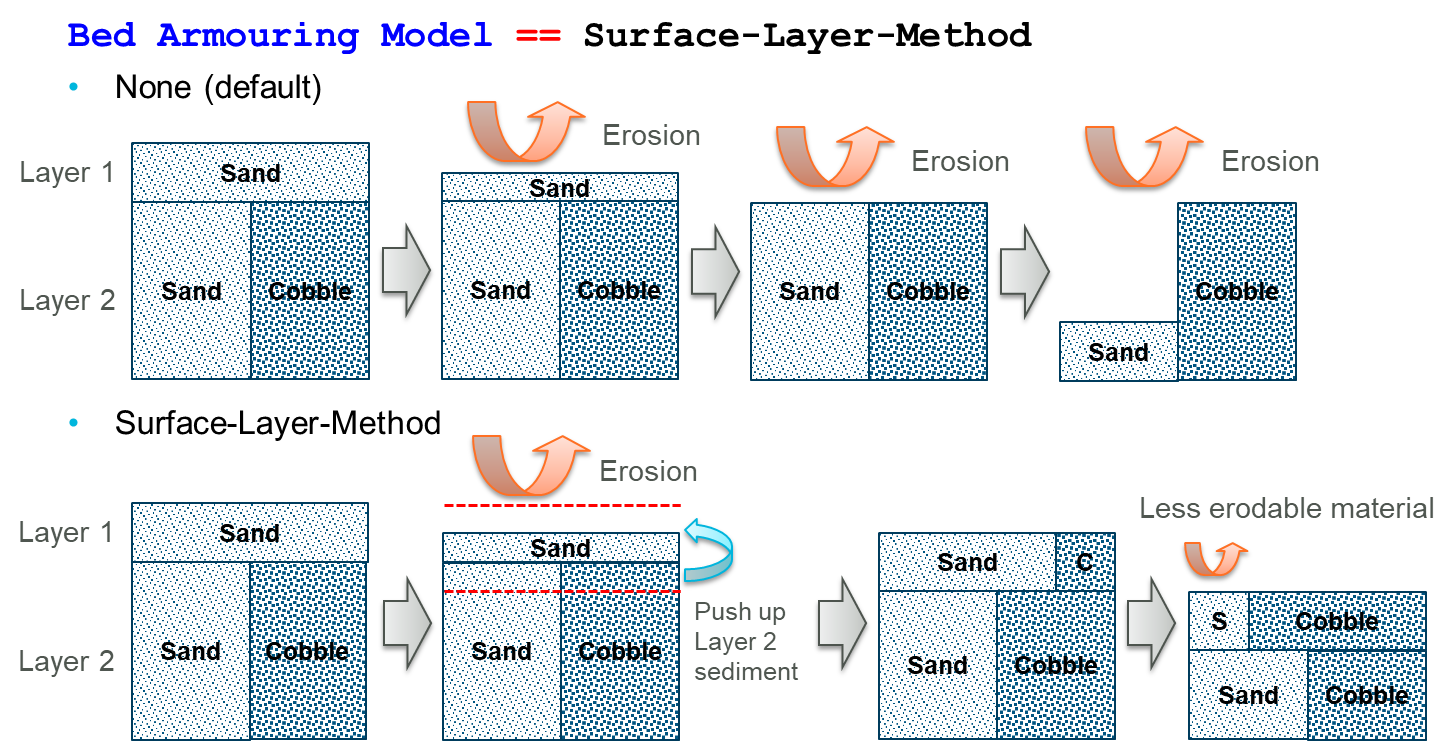 Bed Armouring Model == Surface-Layer-Method
• None (default)
Erosion
Erosion
Erosion
Layer 1
Sand
Sand
Layer 2
Sand
Cobble
Sand
Cobble
Sand
Cobble
Cobble
Sand
• Surface-Layer-Method
Erosion
Less erodable material
Layer 1
Sand
Sand
Sand
C
Push up
Layer 2
sediment
S
Cobble
Layer 2
Sand
Cobble
Sand
Cobble
Sand
Cobble
Sand
Cobble